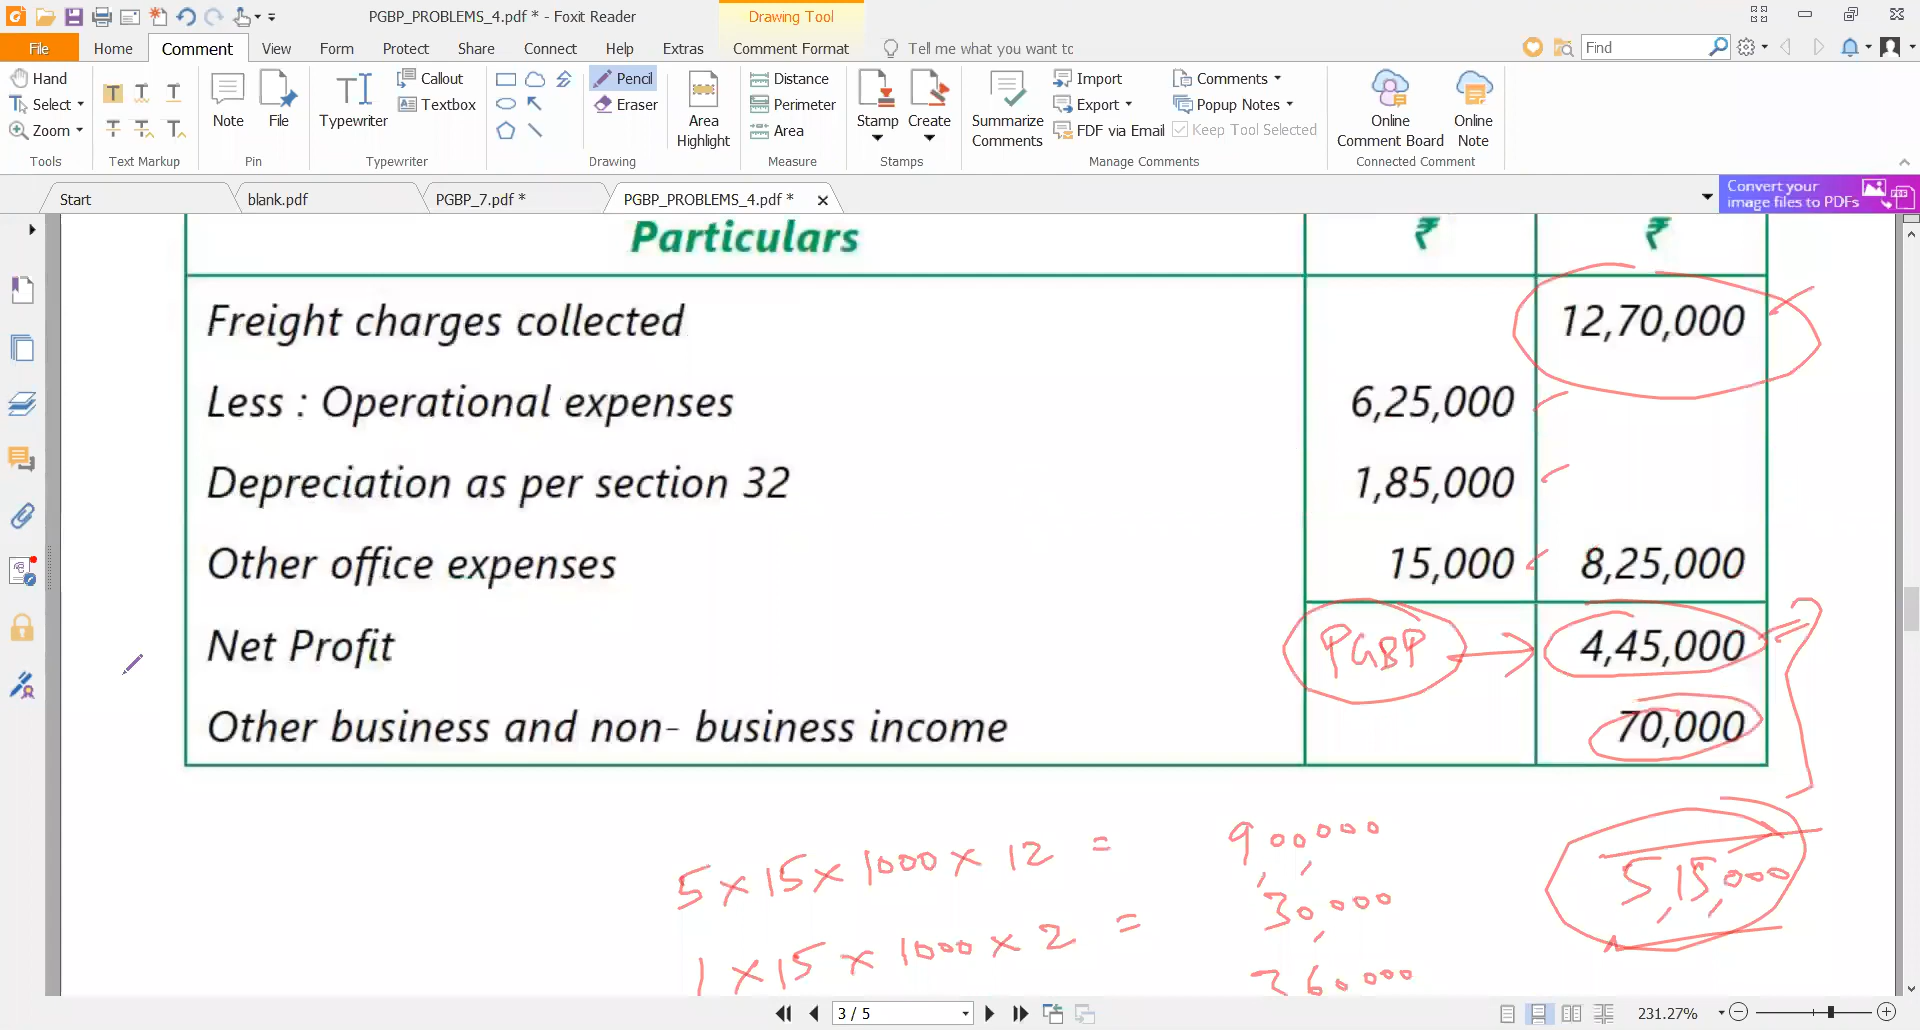 PGBP_PROBLEMS_4.pdf * - Foxit Reader
Drawing Tool
File Home Comment View Form Protect Share Connect Help Extras Comment Format Tell me what you want to Find
Hand
Select
Zoom
Tools
Text Markup
Note
File
Pin
Typewriter
Callout
Textbox
Typewriter
Pencil
Eraser
Drawing
Area Highlight
Distance
Perimeter
Area
Measure
Stamp
Create
Stamps
Summarize Comments
Import
Export
FDF via Email
Comments
Popup Notes
Keep Tool Selected
Manage Comments
Online Comment Board
Online Note
Connected Comment
Start blank.pdf PGBP_7.pdf * PGBP_PROBLEMS_4.pdf *
Convert your
image files to PDFs
Particulars ₹ ₹
Freight charges collected 12,70,000
Less : Operational expenses 6,25,000
Depreciation as per section 32 1,85,000
Other office expenses 15,000 8,25,000
Net Profit PGBP 4,45,000
Other business and non- business income 70,000
5 x 15 x 1000 x 12 = 9,00,000
1 x 15 x 1000 x 2 = 30,000
5,15,000
3 / 5
231.27%